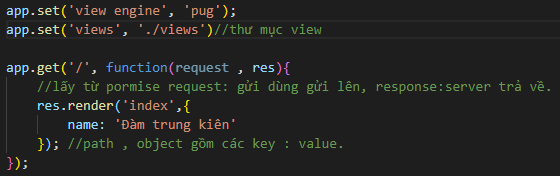 app.set('view engine', 'pug');
app.set('views', './views')//thư mục view
app.get('/', function(request , res){
//lấy từ pormise request: gửi dùng gửi lên, response:server trả về.
res.render('index',{
name: 'Đàm trung kiên'
}); //path , object gồm các key : value.
});